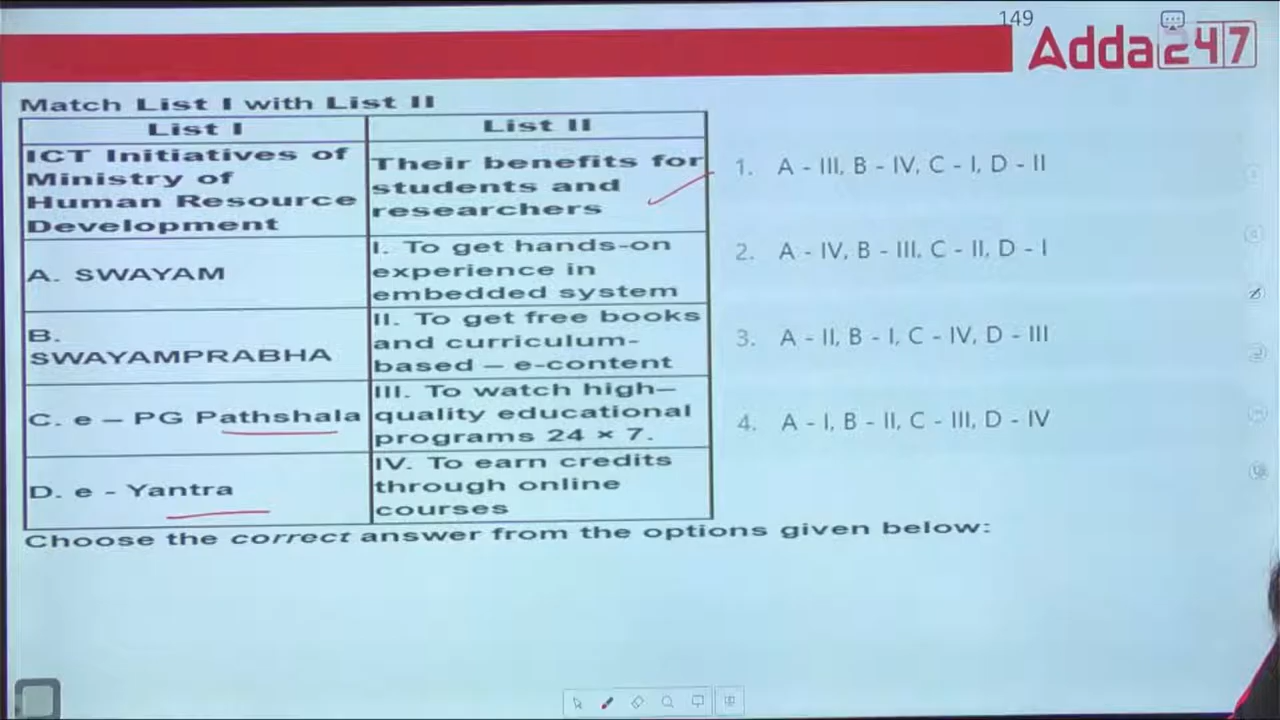 149
Adda247
Match List I with List II
List I
List II
ICT Initiatives of
Ministry of
Human Resource
Development
Their benefits for
students and
researchers
A. SWAYAM
I. To get hands-on
experience in
embedded system
B.
SWAYAMPRABHA
II. To get free books
and curriculum-
based – e-content
C. e – PG Pathshala
III. To watch high–
quality educational
programs 24 × 7.
D. e - Yantra
IV. To earn credits
through online
courses
Choose the correct answer from the options given below:
1. A - III, B - IV, C - I, D - II
2. A - IV, B - III, C - II, D - I
3. A - II, B - I, C - IV, D - III
4. A - I, B - II, C - III, D - IV